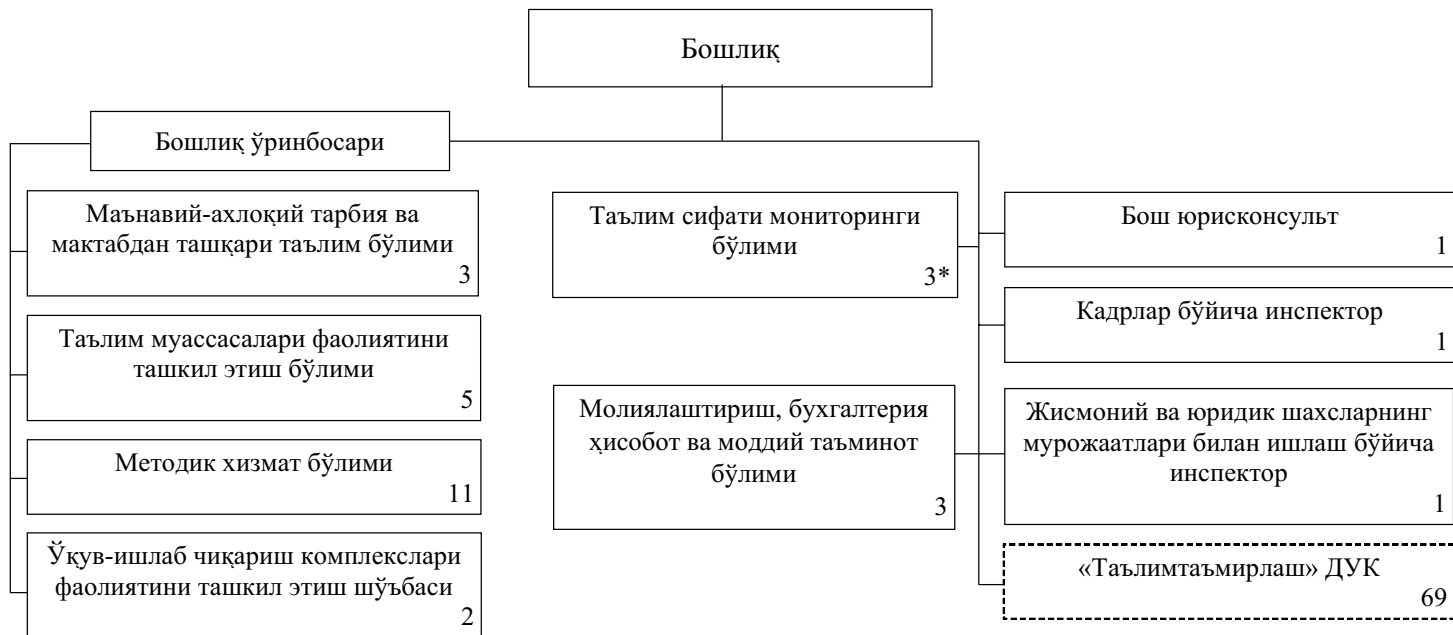 Бошлиқ
Бошлиқ ўринбосари
Маънавий-ахлоқий тарбия ва
мактабдан ташқари таълим бўлими
3
Таълим муассасалари фаолиятини
ташкил этиш бўлими
5
Методик хизмат бўлими
11
Ўқув-ишлаб чиқариш комплекслари
фаолиятини ташкил этиш шўъбаси
2
Таълим сифати мониторинги
бўлими
3*
Молиялаштириш, бухгалтерия
ҳисобот ва моддий таъминот
бўлими
3
Бош юрисконсульт
1
Кадрлар бўйича инспектор
1
Жисмоний ва юридик шахсларнинг
мурожаатлари билан ишлаш бўйича
инспектор
1
«Таълимтаъмирлаш» ДУК
69